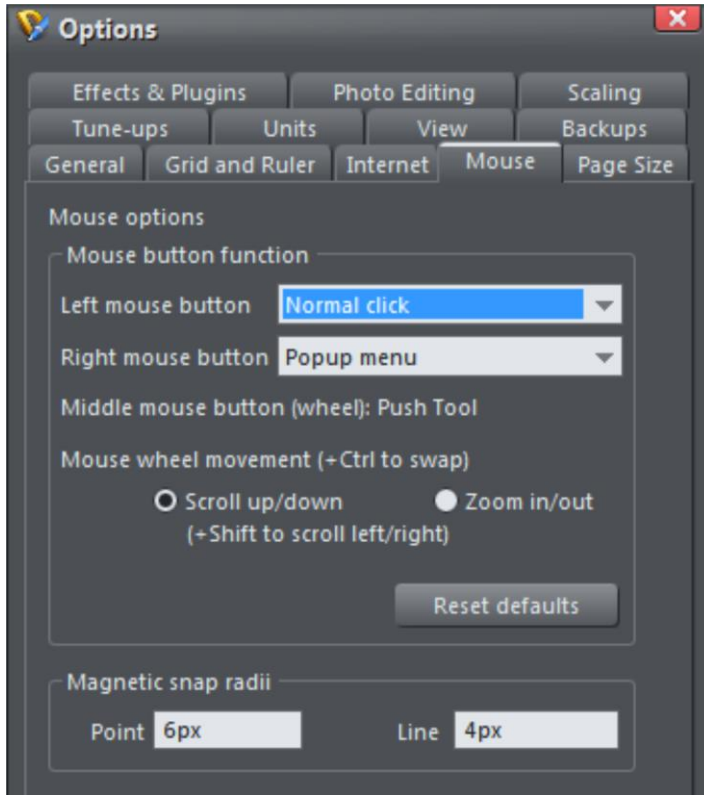 Options
Effects & Plugins Photo Editing Scaling
Tune-ups Units View Backups
General Grid and Ruler Internet Mouse Page Size
Mouse options
Mouse button function
Left mouse button Normal click
Right mouse button Popup menu
Middle mouse button (wheel): Push Tool
Mouse wheel movement (+Ctrl to swap)
Scroll up/down Zoom in/out
(+Shift to scroll left/right)
Reset defaults
Magnetic snap radii
Point 6px Line 4px